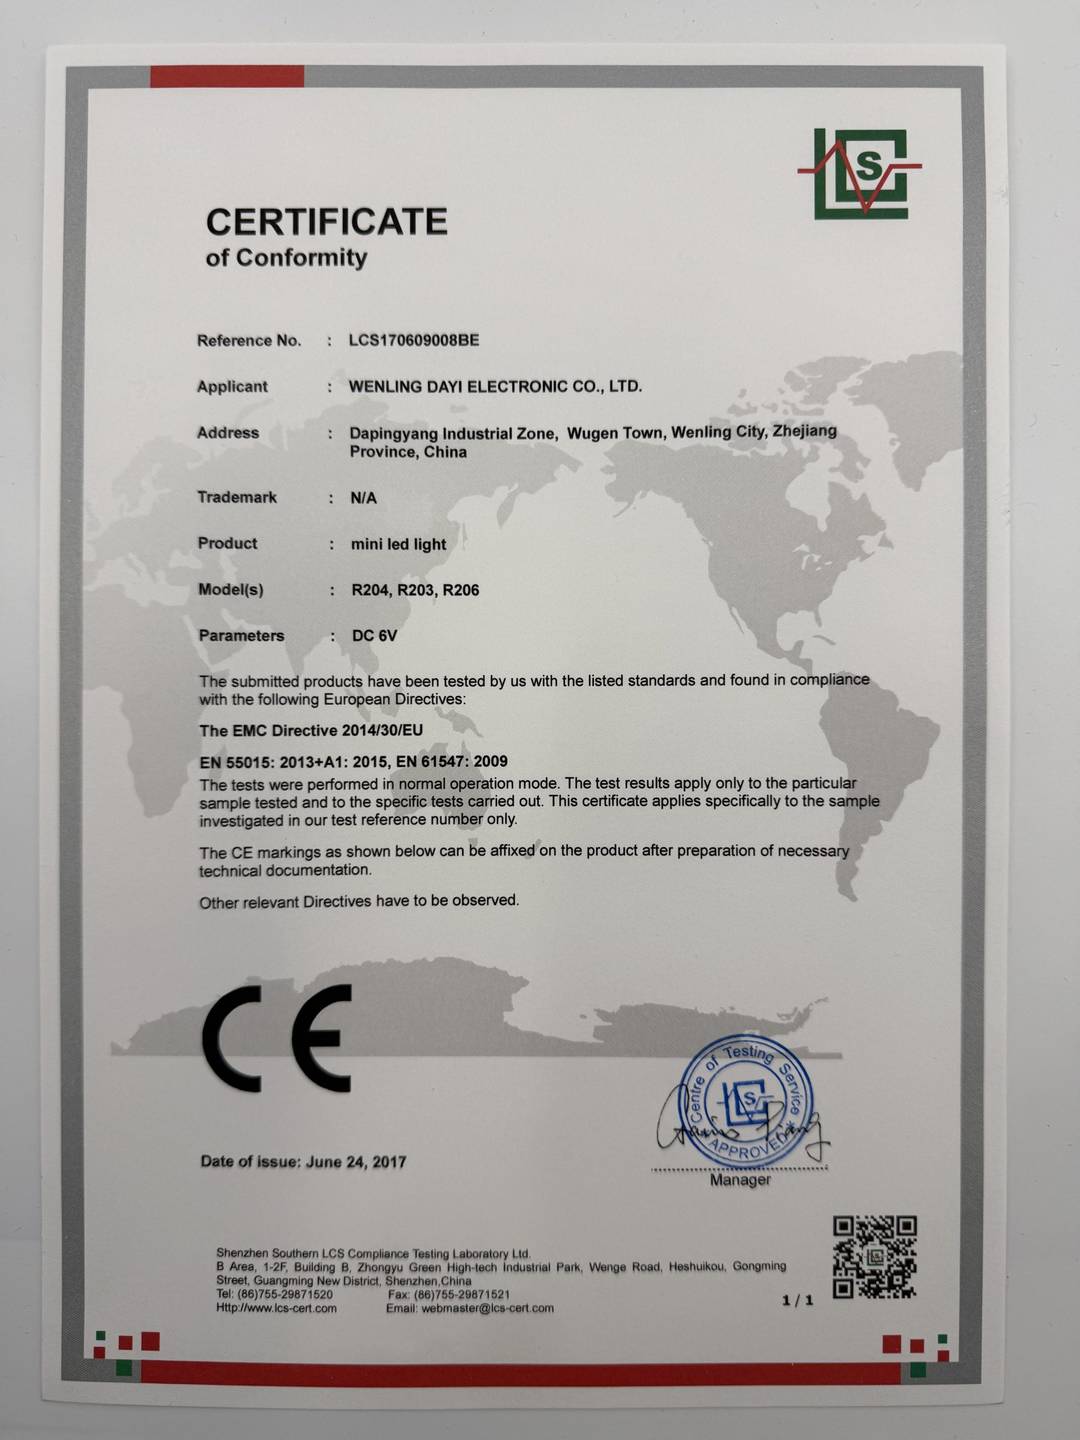 LCS
CERTIFICATE
of Conformity
Reference No. : LCS170609008BE
Applicant : WENLING DAYI ELECTRONIC CO., LTD.
Address : Dapingyang Industrial Zone, Wugen Town, Wenling City, Zhejiang
Province, China
Trademark : N/A
Product : mini led light
Model(s) : R204, R203, R206
Parameters : DC 6V
The submitted products have been tested by us with the listed standards and found in compliance
with the following European Directives:
The EMC Directive 2014/30/EU
EN 55015: 2013+A1: 2015, EN 61547: 2009
The tests were performed in normal operation mode. The test results apply only to the particular
sample tested and to the specific tests carried out. This certificate applies specifically to the sample
investigated in our test reference number only.
The CE markings as shown below can be affixed on the product after preparation of necessary
technical documentation.
Other relevant Directives have to be observed.
CE
Centre of Testing Service
LCS
APPROVED
Date of issue: June 24, 2017
Manager
Shenzhen Southern LCS Compliance Testing Laboratory Ltd.
B Area, 1-2F, Building B, Zhongyu Green High-tech Industrial Park, Wenge Road, Heshuikou, Gongming
Street, Guangming New District, Shenzhen,China
Tel: (86)755-29871520 Fax: (86)755-29871521
Http://www.lcs-cert.com Email: webmaster@lcs-cert.com
1 / 1